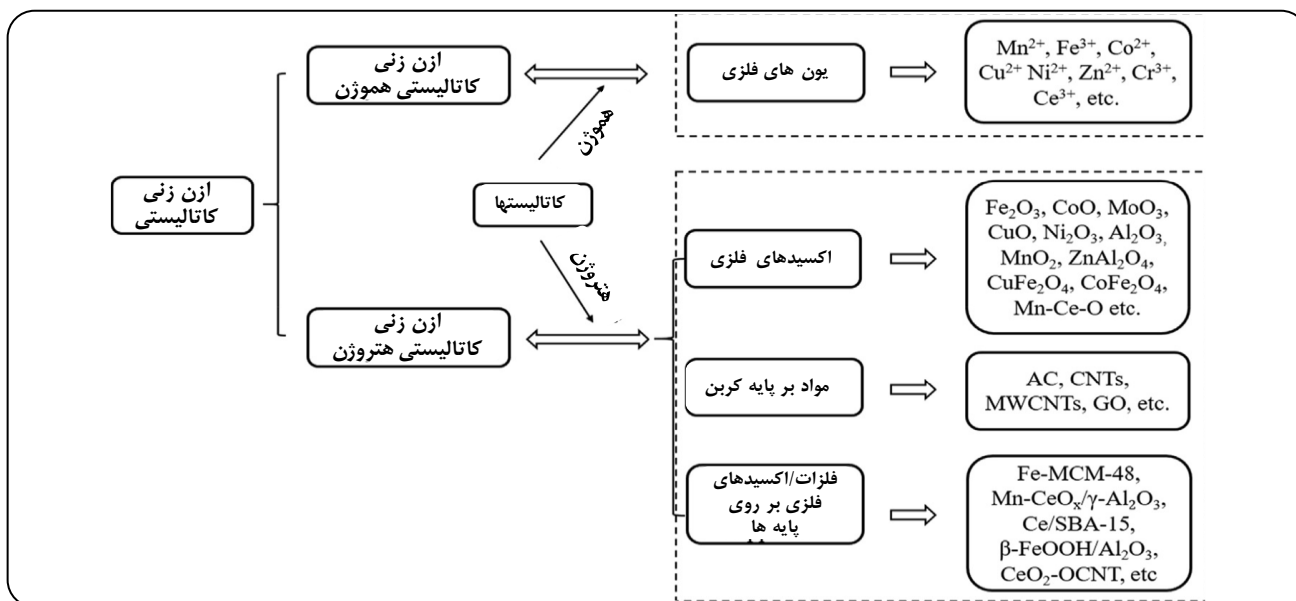 ازن زنی
کاتالیستی
ازن زنی
کاتالیستی هموژن
ازن زنی
کاتالیستی هتروژن
کاتالیستها
هموژن
هتروژن
یون های فلزی
Mn²⁺, Fe³⁺, Co²⁺,
Cu²⁺ Ni²⁺, Zn²⁺, Cr³⁺,
Ce³⁺, etc.
اکسیدهای فلزی
Fe₂O₃, CoO, MoO₃,
CuO, Ni₂O₃, Al₂O₃,
MnO₂, ZnAl₂O₄,
CuFe₂O₄, CoFe₂O₄,
Mn-Ce-O etc.
مواد بر پایه کربن
AC, CNTs,
MWCNTs, GO, etc.
فلزات/اکسیدهای
فلزی بر روی
پایه ها
Fe-MCM-48,
Mn-CeOₓ/γ-Al₂O₃,
Ce/SBA-15,
β-FeOOH/Al₂O₃,
CeO₂-OCNT, etc